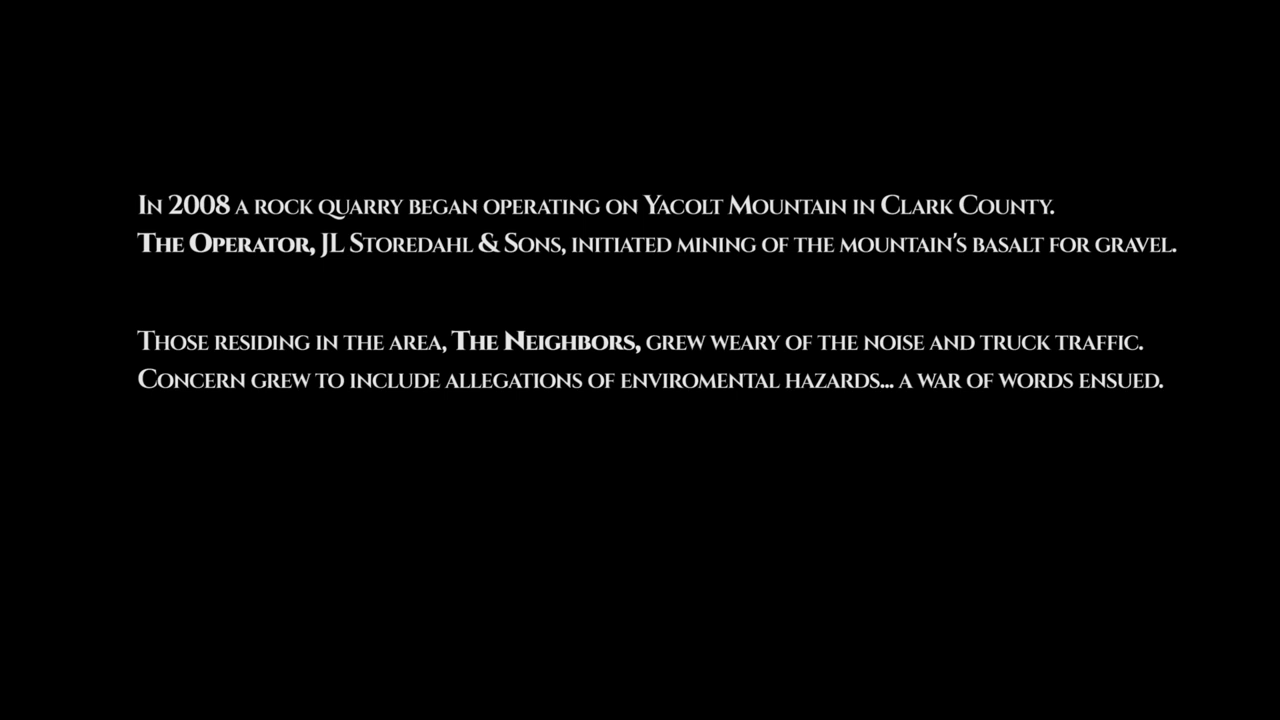 In 2008 a rock quarry began operating on Yacolt Mountain in Clark County.
The Operator, JL Storedahl & Sons, initiated mining of the mountain's basalt for gravel.
Those residing in the area, The Neighbors, grew weary of the noise and truck traffic.
Concern grew to include allegations of enviromental hazards... a war of words ensued.